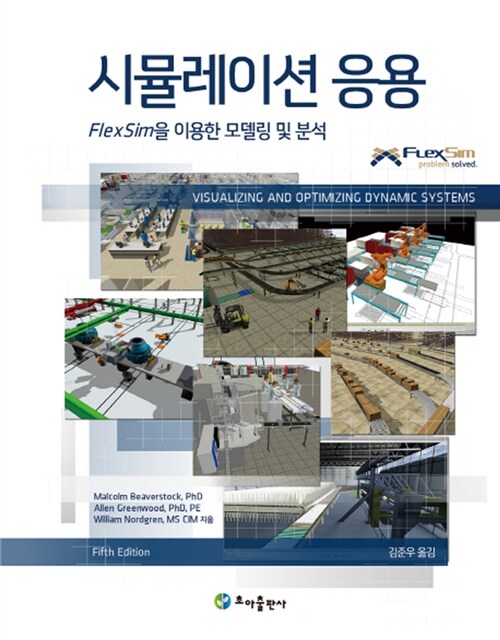 시뮬레이션 응용
FlexSim을 이용한 모델링 및 분석
FLEXSIM
problem solved.
VISUALIZING AND OPTIMIZING DYNAMIC SYSTEMS
Malcolm Beaverstock, PhD
Allen Greenwood, PhD, PE
William Nordgren, MS CIM 지음
Fifth Edition
김준우 옮김
흐아출판사